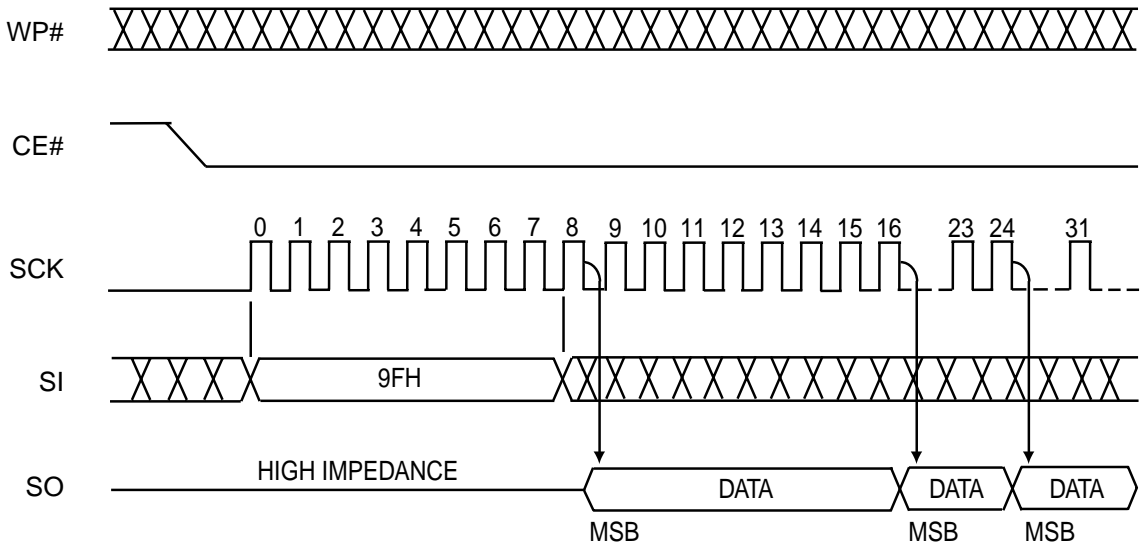 WP#
CE#
0 1 2 3 4 5 6 7 8 9 10 11 12 13 14 15 16 23 24 31
SCK
SI 9FH
HIGH IMPEDANCE
SO DATA DATA DATA
MSB MSB MSB